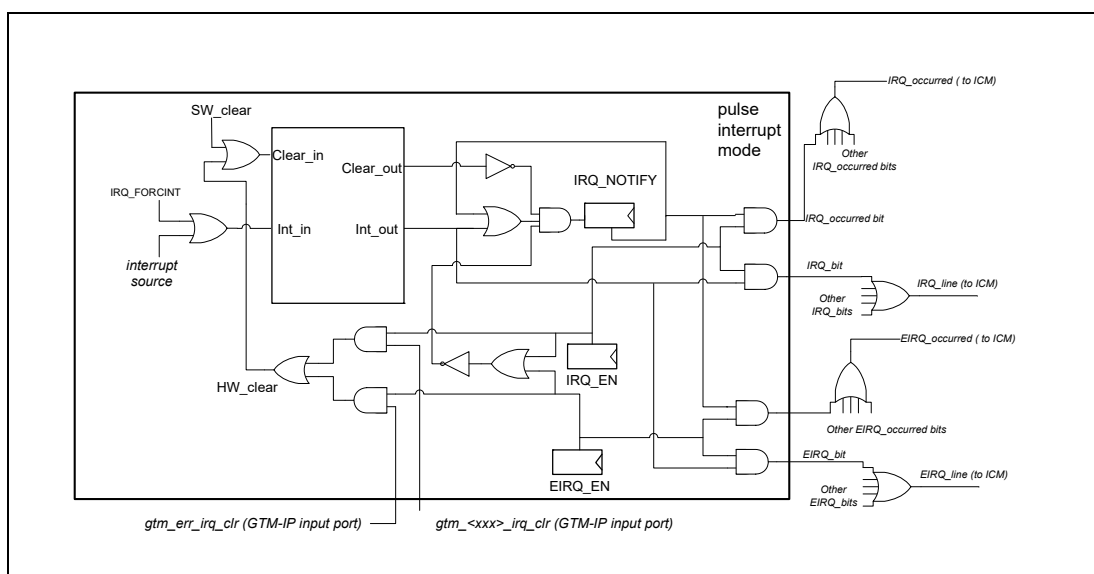 IRQ_occurred ( to ICM)
SW_clear
pulse
interrupt
mode
Other
IRQ_occurred bits
Clear_in
Clear_out
IRQ_NOTIFY
IRQ_FORCINT
IRQ_occurred bit
Int_in
Int_out
interrupt
source
IRQ_bit
IRQ_line (to ICM)
Other
IRQ_bits
EIRQ_occurred ( to ICM)
HW_clear
IRQ_EN
Other EIRQ_occurred bits
EIRQ_bit
EIRQ_line (to ICM)
EIRQ_EN
Other
EIRQ_bits
gtm_err_irq_clr (GTM-IP input port)
gtm_<xxx>_irq_clr (GTM-IP input port)